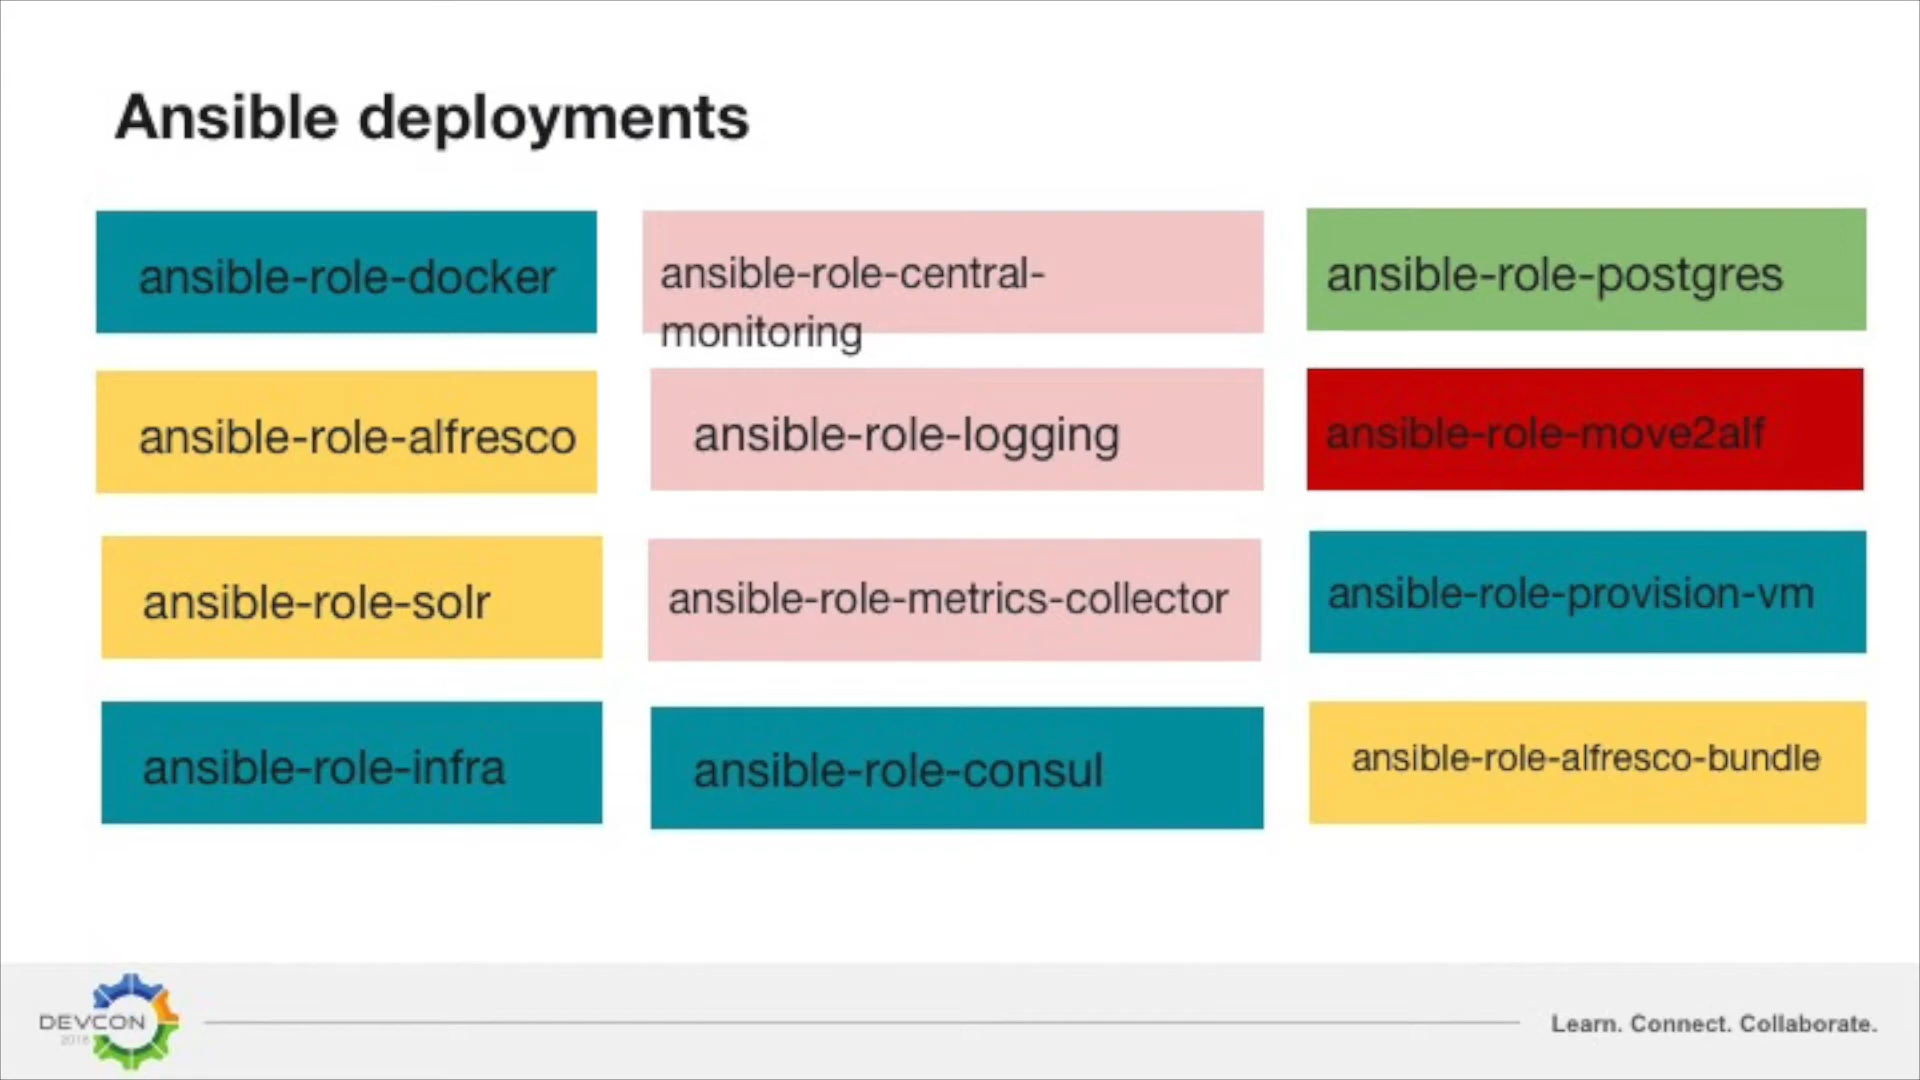 Ansible deployments
ansible-role-docker
ansible-role-central-
monitoring
ansible-role-postgres
ansible-role-alfresco
ansible-role-logging
ansible-role-move2alf
ansible-role-solr
ansible-role-metrics-collector
ansible-role-provision-vm
ansible-role-infra
ansible-role-consul
ansible-role-alfresco-bundle
DEVCON
Learn. Connect. Collaborate.